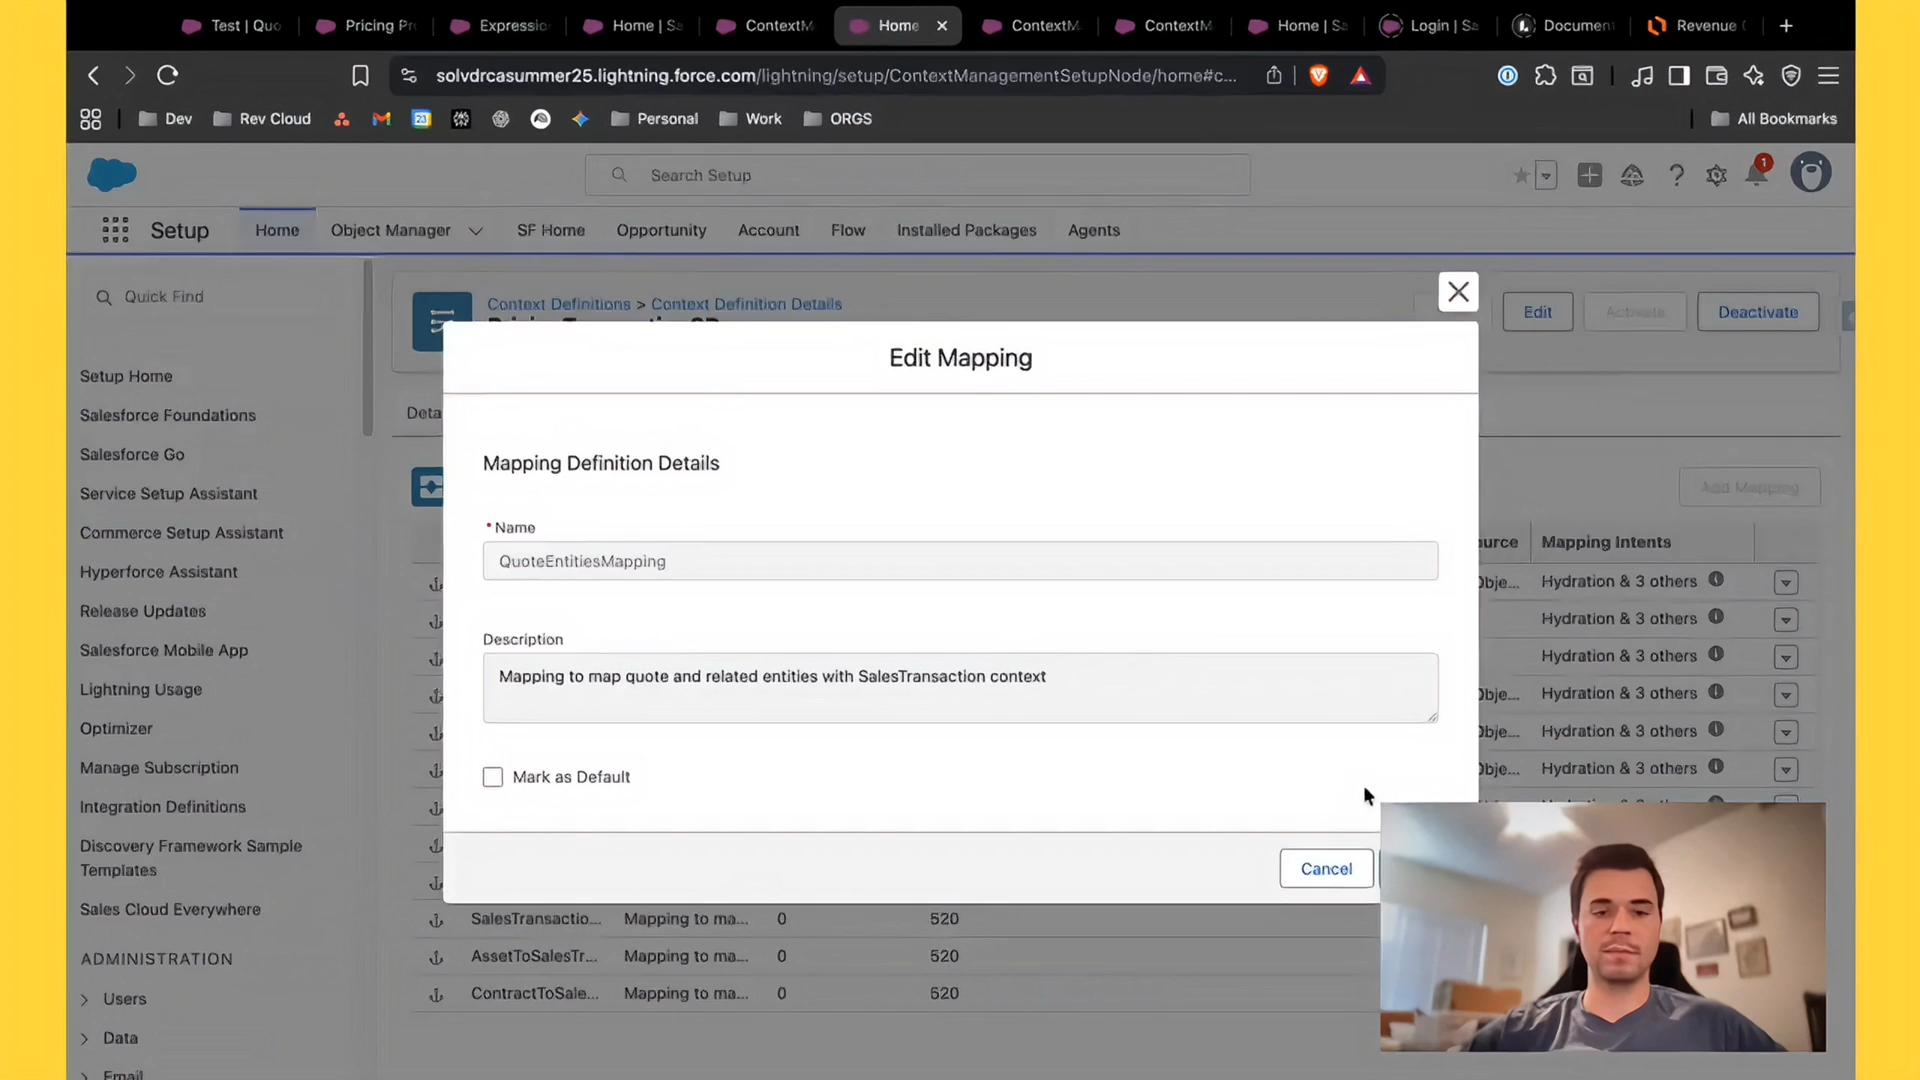 Test | Quo
Pricing Pr
Expressio
Home | Sa
ContextM
Home
ContextM
ContextM
Home | Sa
Login | Sa
Document
Revenue
solvdrcasummer25.lightning.force.com/lightning/setup/ContextManagementSetupNode/home#c...
Dev
Rev Cloud
23
Personal
Work
ORGS
All Bookmarks
Search Setup
1
Setup
Home
Object Manager
SF Home
Opportunity
Account
Flow
Installed Packages
Agents
Quick Find
Setup Home
Salesforce Foundations
Salesforce Go
Service Setup Assistant
Commerce Setup Assistant
Hyperforce Assistant
Release Updates
Salesforce Mobile App
Lightning Usage
Optimizer
Manage Subscription
Integration Definitions
Discovery Framework Sample
Templates
Sales Cloud Everywhere
ADMINISTRATION
Users
Data
Email
Context Definitions > Context Definition Details
Edit
Activate
Deactivate
Deta
Add Mapping
Edit Mapping
Mapping Definition Details
* Name
QuoteEntitiesMapping
Description
Mapping to map quote and related entities with SalesTransaction context
Mark as Default
Cancel
urce
Mapping Intents
Obje...
Hydration & 3 others
Hydration & 3 others
Hydration & 3 others
Obje...
Hydration & 3 others
Obje...
Hydration & 3 others
Obje...
Hydration & 3 others
SalesTransactio...
Mapping to ma...
0
520
AssetToSalesTr...
Mapping to ma...
0
520
ContractToSale...
Mapping to ma...
0
520